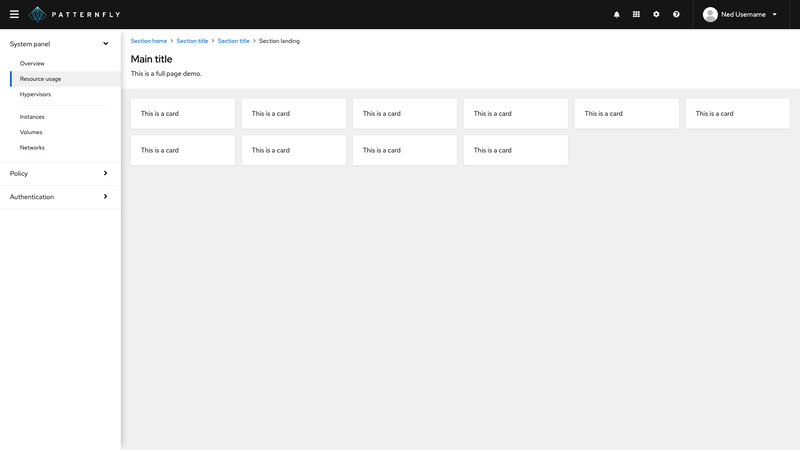 PATTERNFLY
Ned Username
System panel
Overview
Resource usage
Hypervisors
Instances
Volumes
Networks
Policy
Authentication
Section home > Section title > Section title > Section landing
Main title
This is a full page demo.
This is a card This is a card This is a card This is a card This is a card This is a card
This is a card This is a card This is a card This is a card